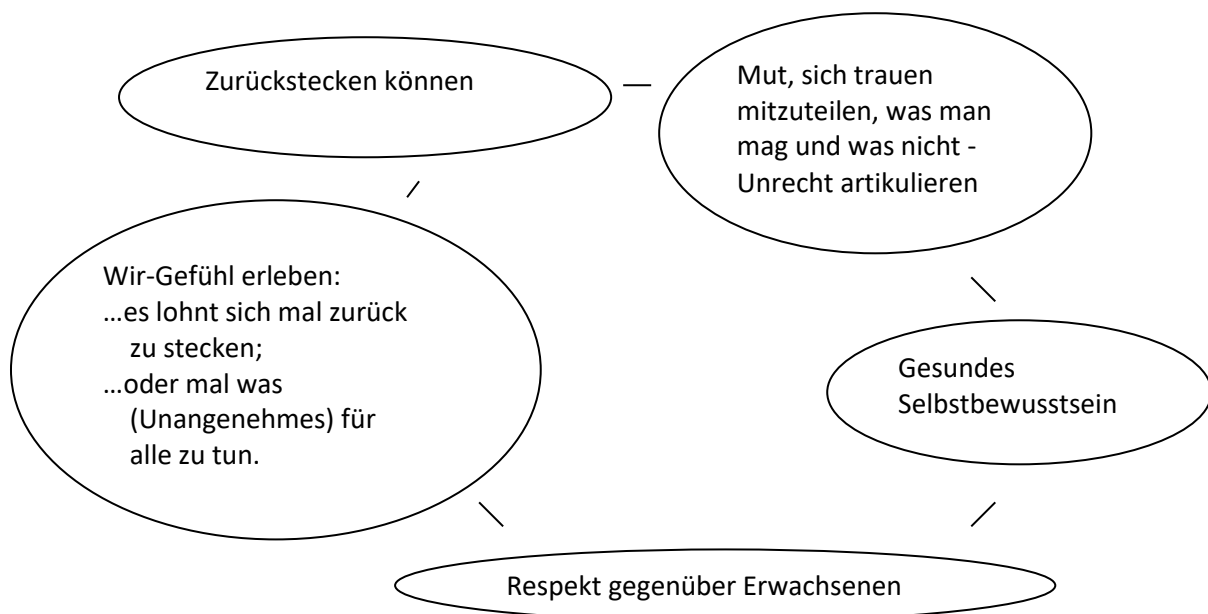 Zurückstecken können
Mut, sich trauen
mitzuteilen, was man
mag und was nicht -
Unrecht artikulieren
Wir-Gefühl erleben:
...es lohnt sich mal zurück
zu stecken;
...oder mal was
(Unangenehmes) für
alle zu tun.
Gesundes
Selbstbewusstsein
Respekt gegenüber Erwachsenen